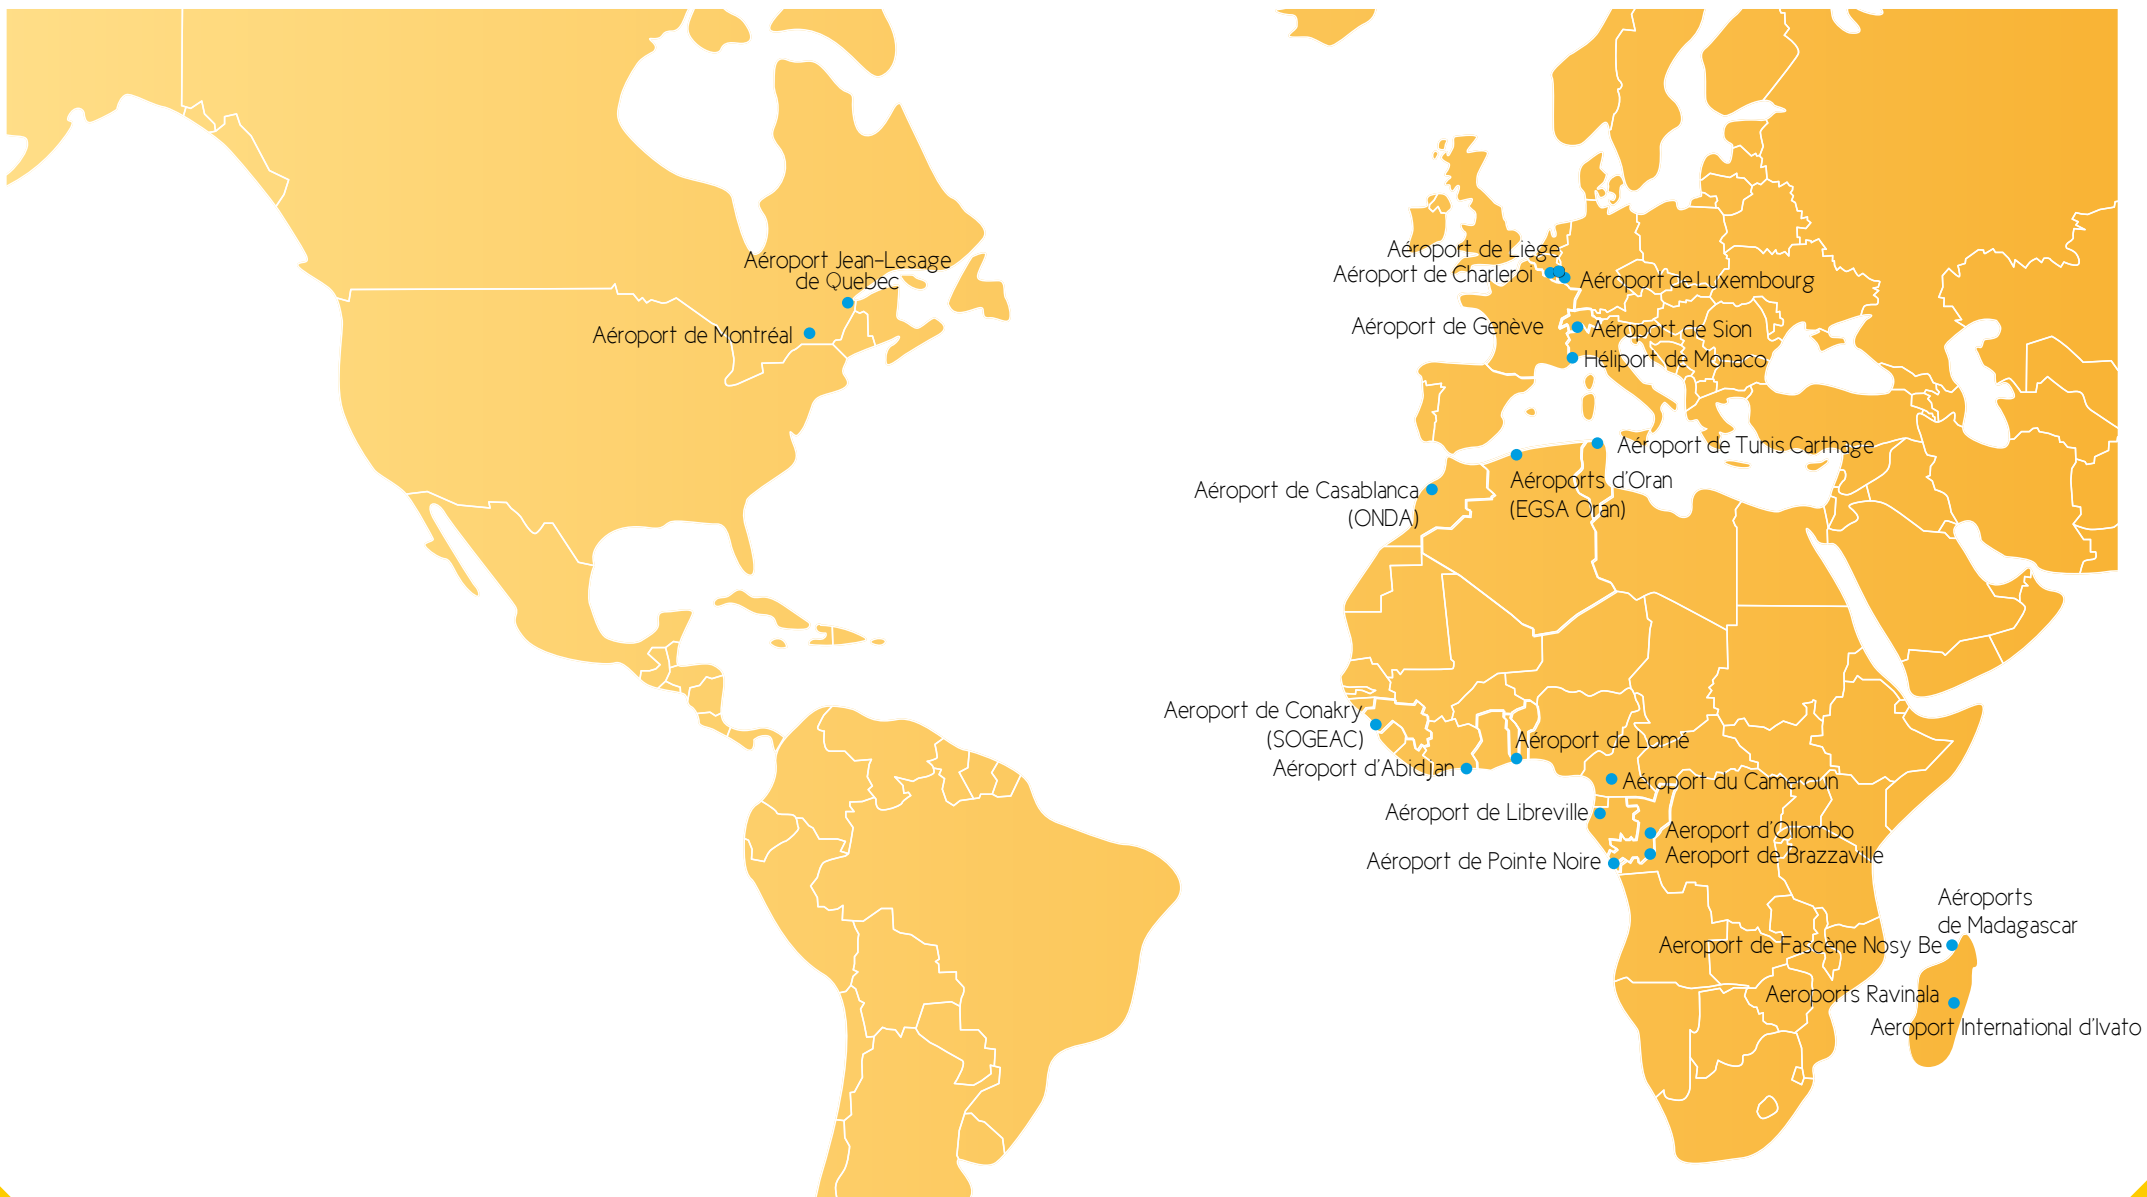 Aéroport Jean-Lesage
de Quebec
Aéroport de Montréal
Aéroport de Liège
Aéroport de Charleroi
Aéroport de Luxembourg
Aéroport de Genève
Aéroport de Sion
Héliport de Monaco
Aéroport de Tunis Carthage
Aéroports d'Oran
(EGSA Oran)
Aéroport de Casablanca
(ONDA)
Aeroport de Conakry
(SOGEAC)
Aéroport de Lomé
Aéroport d'Abidjan
Aéroport du Cameroun
Aéroport de Libreville
Aeroport d'Ollombo
Aeroport de Brazzaville
Aéroport de Pointe Noire
Aéroports
de Madagascar
Aeroport de Fascène Nosy Be
Aeroports Ravinala
Aeroport International d'Ivato